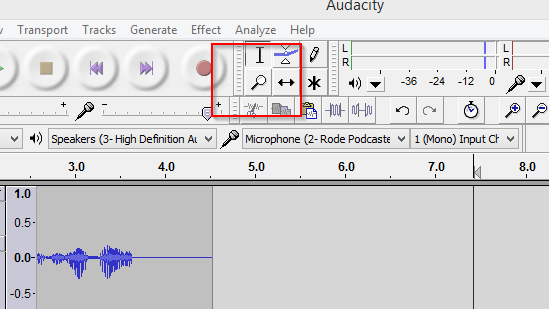 Audacity
View Transport Tracks Generate Effect Analyze Help
L
R
-36 -24 -12 0
L
R
Speakers (3- High Definition Au
Microphone (2- Rode Podcaste
1 (Mono) Input Ch
3.0 4.0 5.0 6.0 7.0 8.0
1.0
0.5
0.0
-0.5